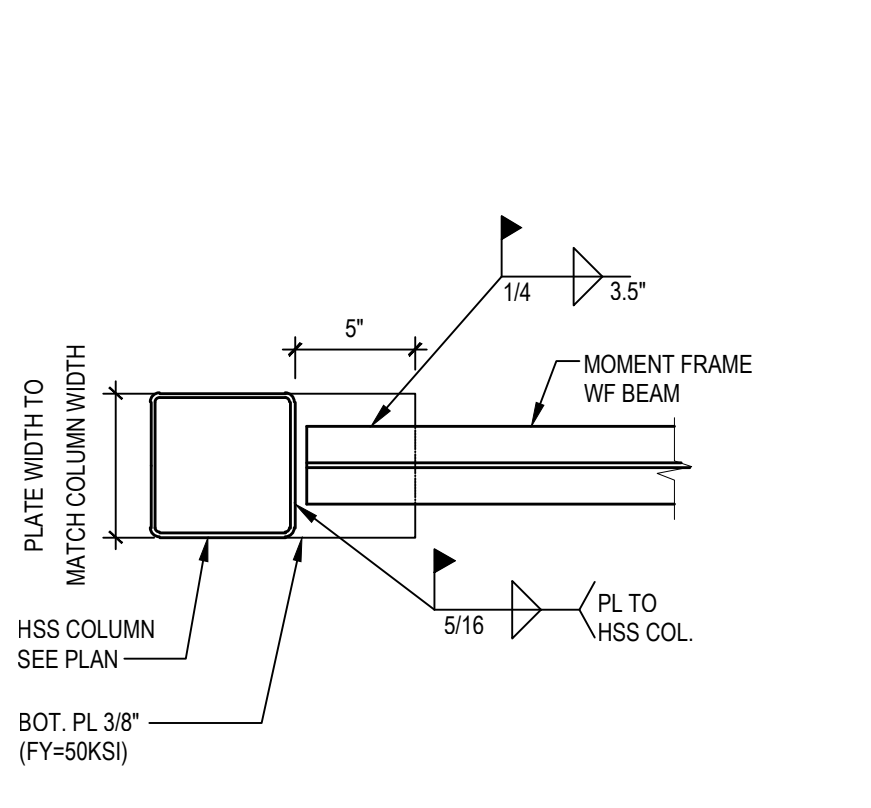 1/4
3.5"
5"
MOMENT FRAME
WF BEAM
PLATE WIDTH TO
MATCH COLUMN WIDTH
5/16
PL TO
HSS COL.
HSS COLUMN
SEE PLAN
BOT. PL 3/8"
(FY=50KSI)